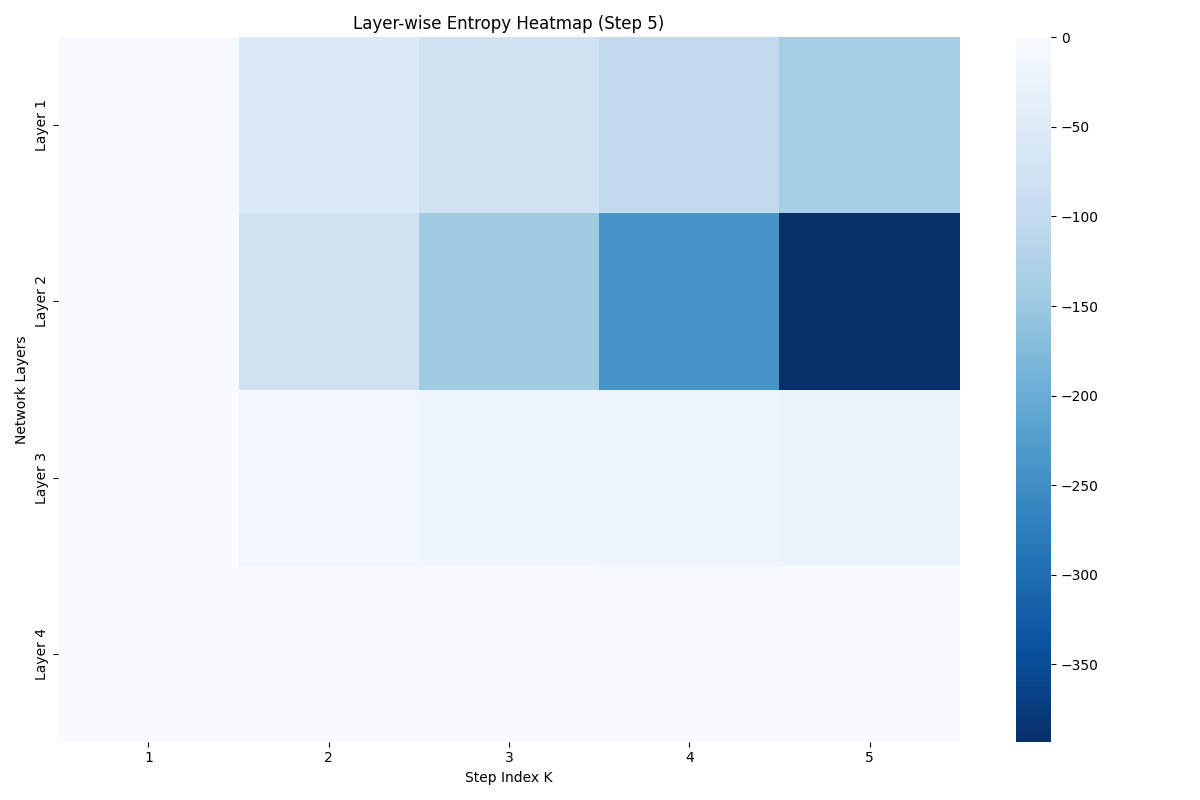 Layer-wise Entropy Heatmap (Step 5)
Network Layers
Layer 1
Layer 2
Layer 3
Layer 4
1
2
3
4
5
Step Index K
0
−50
−100
−150
−200
−250
−300
−350